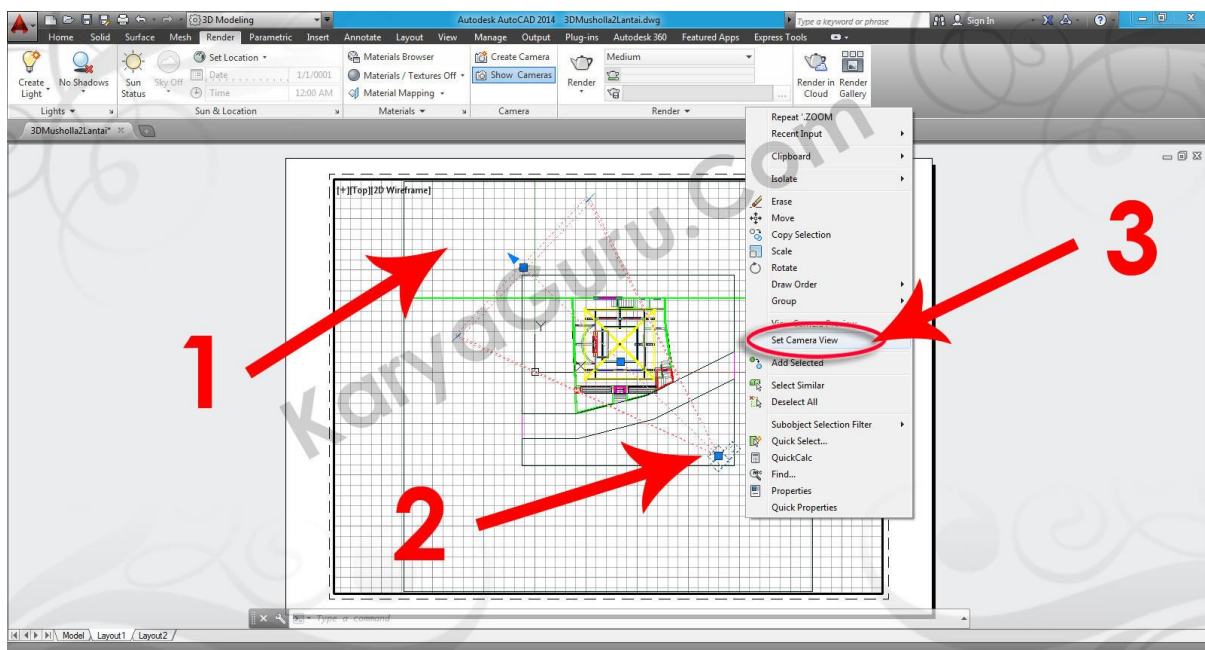 3D Modeling
Autodesk AutoCAD 2014 3DMusholla2Lantai.dwg
Type a keyword or phrase
Sign In
Home Solid Surface Mesh Render Parametric Insert Annotate Layout View Manage Output Plug-ins Autodesk 360 Featured Apps Express Tools
Create Light
No Shadows
Sun Status
Sky Off
Set Location
Date 1/1/0001
Time 12:00 AM
Materials Browser
Materials / Textures Off
Material Mapping
Create Camera
Show Cameras
Render
Medium
Render in Cloud
Render Gallery
Lights
Sun & Location
Materials
Camera
Render
3DMusholla2Lantai*
[+][Top][2D Wireframe]
Repeat '.ZOOM
Recent Input
Clipboard
Isolate
Erase
Move
Copy Selection
Scale
Rotate
Draw Order
Group
View Camera Preview
Set Camera View
Add Selected
Select Similar
Deselect All
Subobject Selection Filter
Quick Select...
QuickCalc
Find...
Properties
Quick Properties
1
2
3
KaryaGuru.Com
Y
X
Type a command
Model Layout1 Layout2